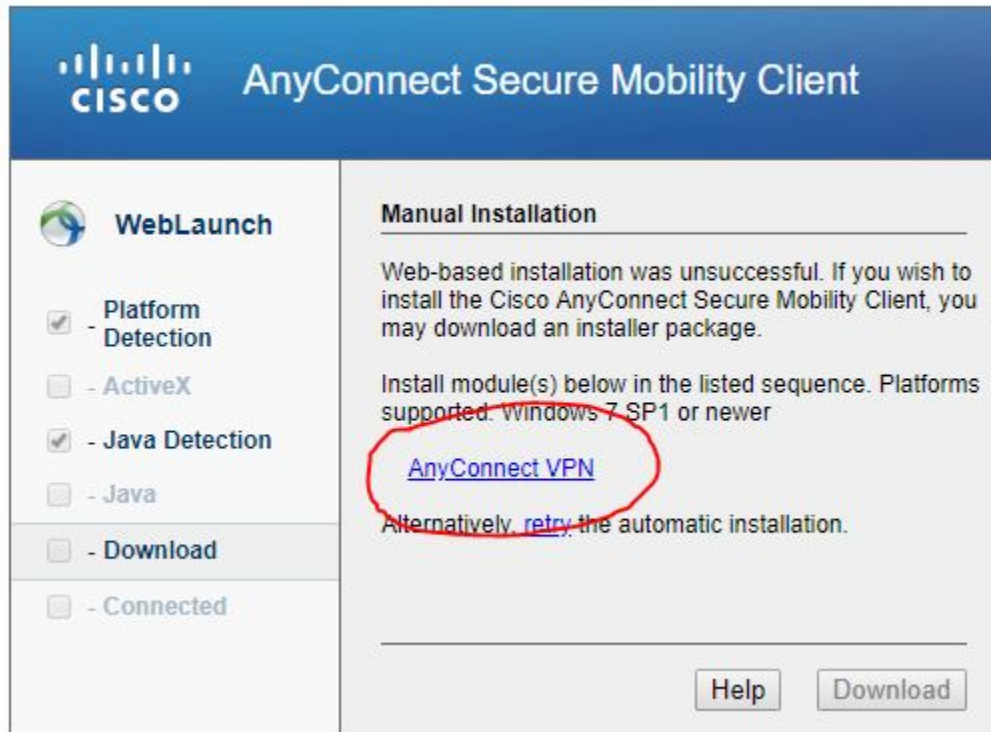 CISCO
AnyConnect Secure Mobility Client
WebLaunch
- Platform
Detection
- ActiveX
- Java Detection
- Java
- Download
- Connected
Manual Installation
Web-based installation was unsuccessful. If you wish to
install the Cisco AnyConnect Secure Mobility Client, you
may download an installer package.
Install module(s) below in the listed sequence. Platforms
supported: Windows 7 SP1 or newer
AnyConnect VPN
Alternatively, retry the automatic installation.
Help
Download